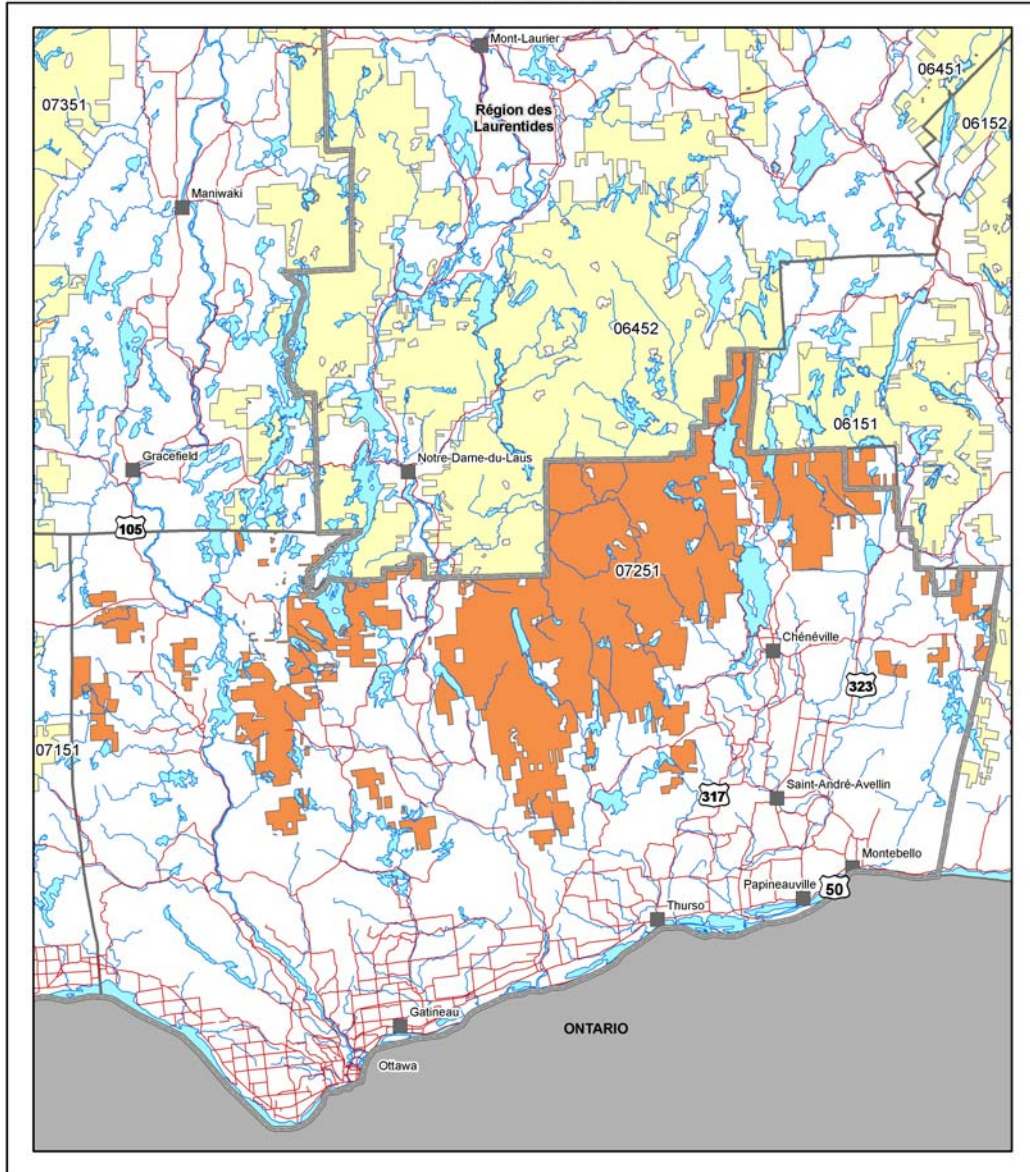 Mont-Laurier
06451
07351
Région des
Laurentides
06152
Maniwaki
06452
06151
Gracefield
Notre-Dame-du-Laus
105
07251
Chénéville
323
07151
317
Saint-André-Avellin
Montebello
Papineauville
50
Thurso
Gatineau
ONTARIO
Ottawa